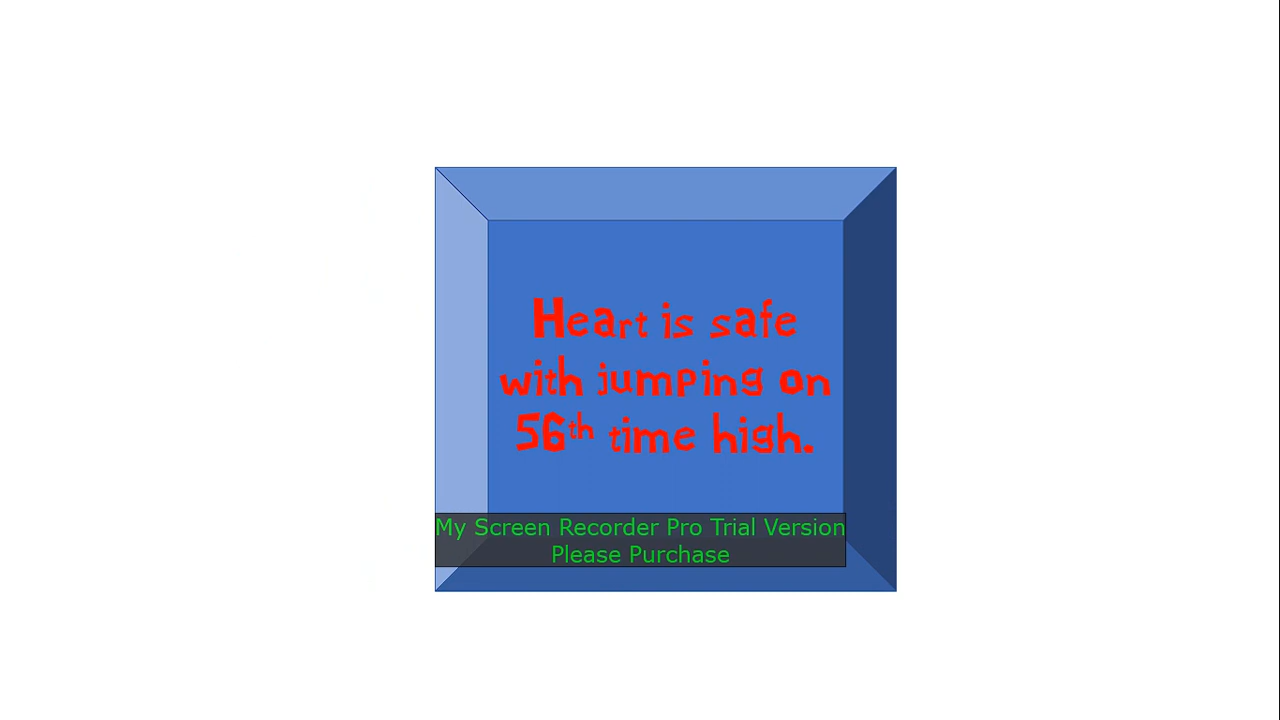 Heart is safe
with jumping on
56th time high.
My Screen Recorder Pro Trial Version
Please Purchase